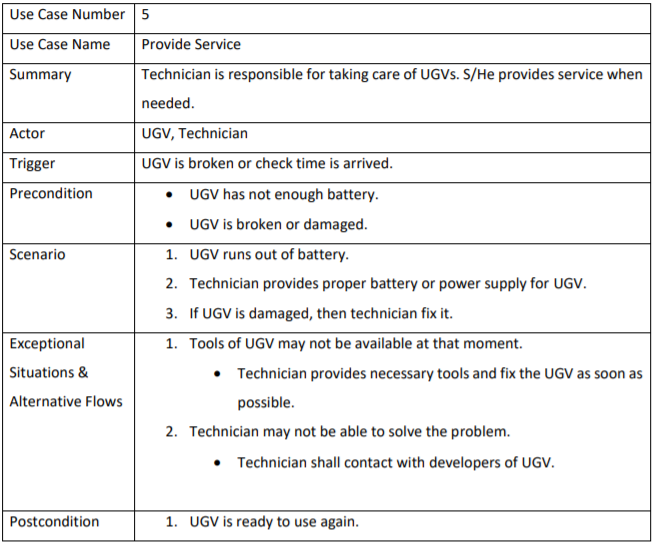 Use Case Number 5
Use Case Name Provide Service
Summary Technician is responsible for taking care of UGVs. S/He provides service when
needed.
Actor UGV, Technician
Trigger UGV is broken or check time is arrived.
Precondition • UGV has not enough battery.
• UGV is broken or damaged.
Scenario 1. UGV runs out of battery.
2. Technician provides proper battery or power supply for UGV.
3. If UGV is damaged, then technician fix it.
Exceptional 1. Tools of UGV may not be available at that moment.
Situations & • Technician provides necessary tools and fix the UGV as soon as
Alternative Flows possible.
2. Technician may not be able to solve the problem.
• Technician shall contact with developers of UGV.
Postcondition 1. UGV is ready to use again.